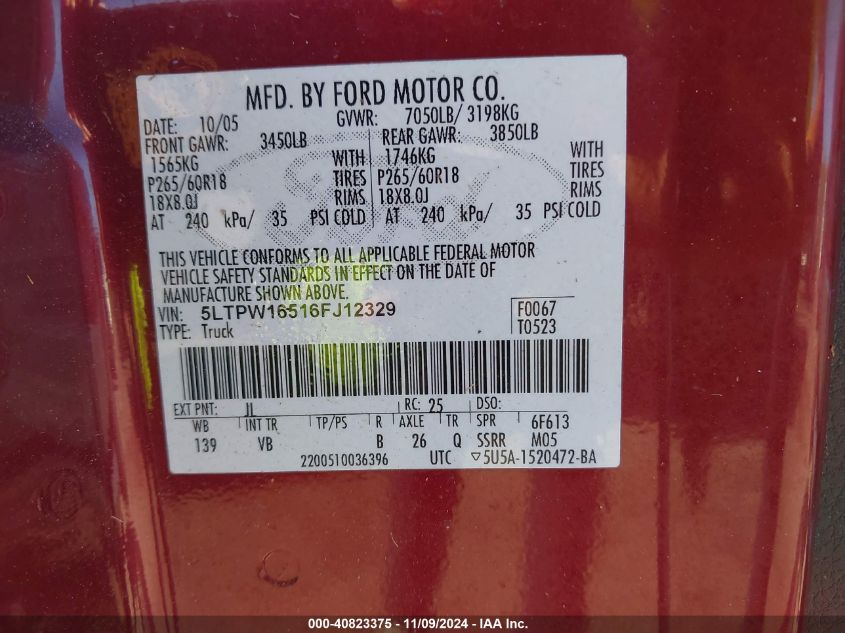 MFD. BY FORD MOTOR CO.
DATE: 10/05 GVWR: 7050LB/ 3198KG
FRONT GAWR: 3450LB REAR GAWR: 3850LB
1565KG WITH 1746KG WITH
P265/60R18 TIRES P265/60R18 TIRES
18X8.0J RIMS 18X8.0J RIMS
AT 240 kPa/ 35 PSI COLD AT 240 kPa/ 35 PSI COLD
THIS VEHICLE CONFORMS TO ALL APPLICABLE FEDERAL MOTOR
VEHICLE SAFETY STANDARDS IN EFFECT ON THE DATE OF
MANUFACTURE SHOWN ABOVE.
VIN: 5LTPW16516FJ12329 F0067
TYPE: Truck T0523
EXT PNT: JL RC: 25 DSO:
WB INT TR TP/PS R AXLE TR SPR 6F613
139 VB B 26 Q SSRR M05
2200510036396 UTC ▽5U5A-1520472-BA
000-40823375 - 11/09/2024 - IAA Inc.